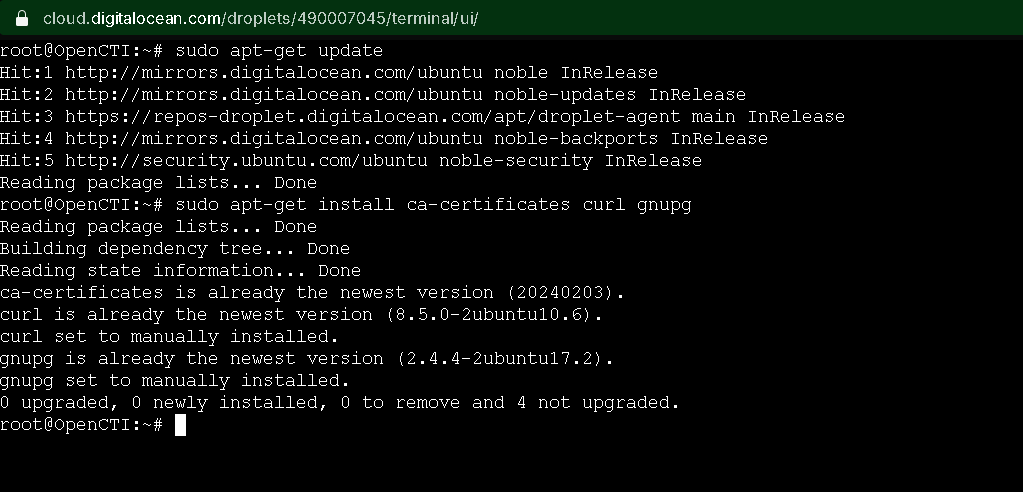 cloud.digitalocean.com/droplets/490007045/terminal/ui/
root@OpenCTI:~# sudo apt-get update
Hit:1 http://mirrors.digitalocean.com/ubuntu noble InRelease
Hit:2 http://mirrors.digitalocean.com/ubuntu noble-updates InRelease
Hit:3 https://repos-droplet.digitalocean.com/apt/droplet-agent main InRelease
Hit:4 http://mirrors.digitalocean.com/ubuntu noble-backports InRelease
Hit:5 http://security.ubuntu.com/ubuntu noble-security InRelease
Reading package lists... Done
root@OpenCTI:~# sudo apt-get install ca-certificates curl gnupg
Reading package lists... Done
Building dependency tree... Done
Reading state information... Done
ca-certificates is already the newest version (20240203).
curl is already the newest version (8.5.0-2ubuntu10.6).
curl set to manually installed.
gnupg is already the newest version (2.4.4-2ubuntu17.2).
gnupg set to manually installed.
0 upgraded, 0 newly installed, 0 to remove and 4 not upgraded.
root@OpenCTI:~#